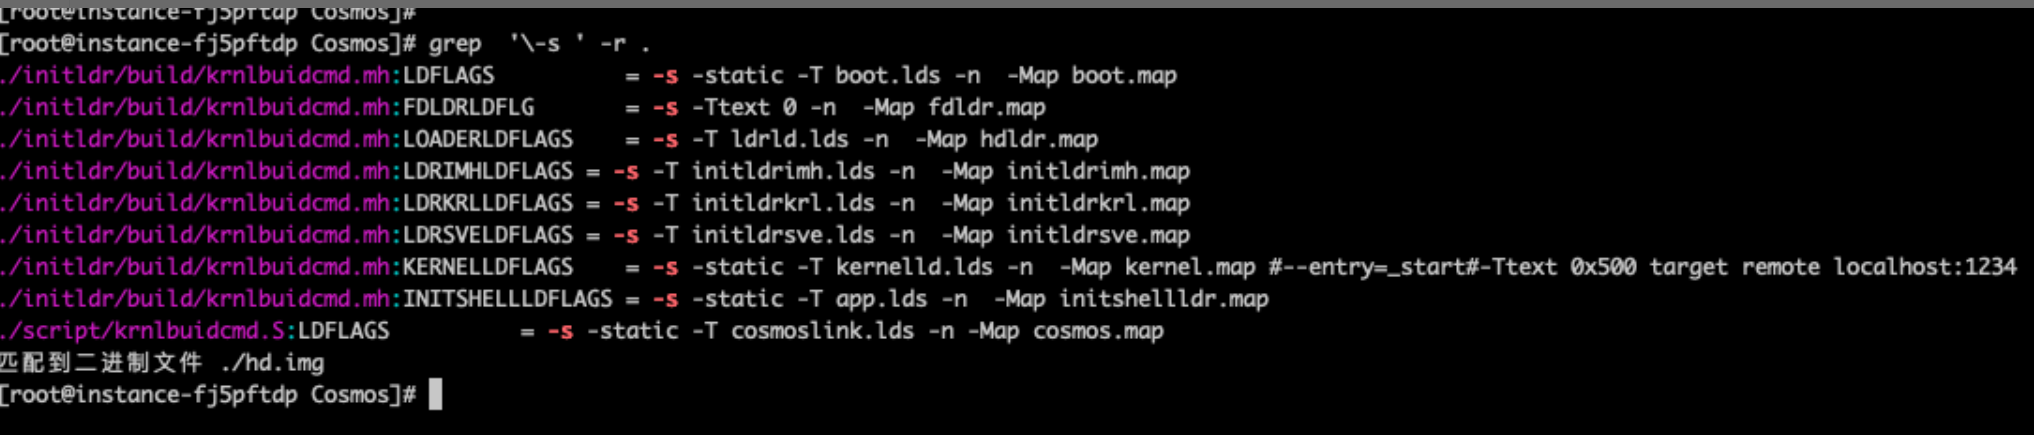 [root@instance-fj5pftdp Cosmos]#
[root@instance-fj5pftdp Cosmos]# grep  '\-s ' -r .
./initldr/build/krnlbuidcmd.mh:LDFLAGS          = -s -static -T boot.lds -n  -Map boot.map
./initldr/build/krnlbuidcmd.mh:FDLDRLDFLG       = -s -Ttext 0 -n  -Map fdldr.map
./initldr/build/krnlbuidcmd.mh:LOADERLDFLAGS    = -s -T ldrld.lds -n  -Map hdldr.map
./initldr/build/krnlbuidcmd.mh:LDRIMHLDFLAGS = -s -T initldrimh.lds -n  -Map initldrimh.map
./initldr/build/krnlbuidcmd.mh:LDRKRLLDFLAGS = -s -T initldrkrl.lds -n  -Map initldrkrl.map
./initldr/build/krnlbuidcmd.mh:LDRSVELDFLAGS = -s -T initldrsve.lds -n  -Map initldrsve.map
./initldr/build/krnlbuidcmd.mh:KERNELLDFLAGS    = -s -static -T kernelld.lds -n  -Map kernel.map #--entry=_start#-Ttext 0x500 target remote localhost:1234
./initldr/build/krnlbuidcmd.mh:INITSHELLLDFLAGS = -s -static -T app.lds -n  -Map initshellldr.map
./script/krnlbuidcmd.S:LDFLAGS          = -s -static -T cosmoslink.lds -n -Map cosmos.map
匹配到二进制文件 ./hd.img
[root@instance-fj5pftdp Cosmos]#